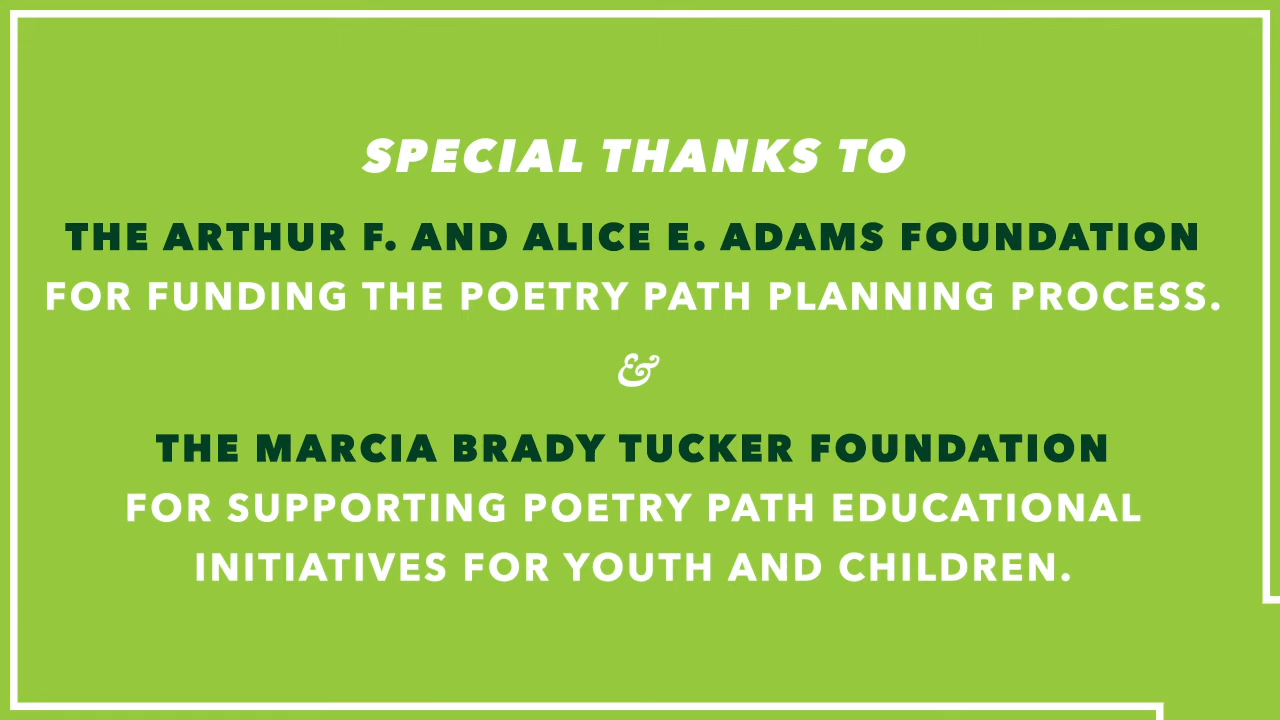 SPECIAL THANKS TO
THE ARTHUR F. AND ALICE E. ADAMS FOUNDATION
FOR FUNDING THE POETRY PATH PLANNING PROCESS.
&
THE MARCIA BRADY TUCKER FOUNDATION
FOR SUPPORTING POETRY PATH EDUCATIONAL
INITIATIVES FOR YOUTH AND CHILDREN.